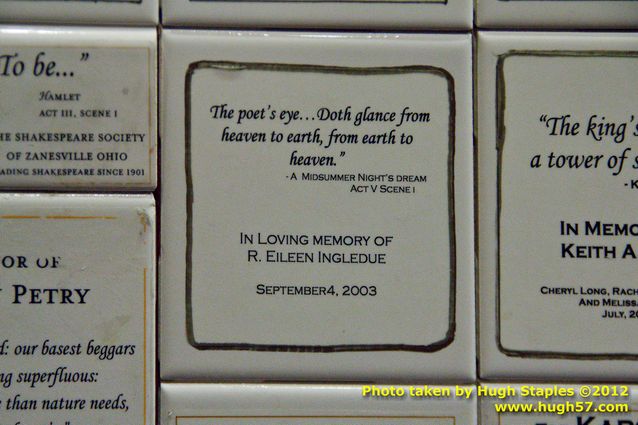 To be..."
HAMLET
ACT III, SCENE I
HE SHAKESPEARE SOCIETY
OF ZANESVILLE OHIO
ADING SHAKESPEARE SINCE 1901
OR OF
PETRY
d: our basest beggars
ng superfluous:
than nature needs,
The poet's eye...Doth glance from
heaven to earth, from earth to
heaven."
- A MIDSUMMER NIGHT'S DREAM
ACT V SCENE I
IN LOVING MEMORY OF
R. EILEEN INGLEDUE
SEPTEMBER4, 2003
"The king's
a tower of s
- K
IN MEMO
KEITH A
CHERYL LONG, RACH
AND MELISS
JULY, 20
Photo taken by Hugh Staples ©2012
www.hugh57.com